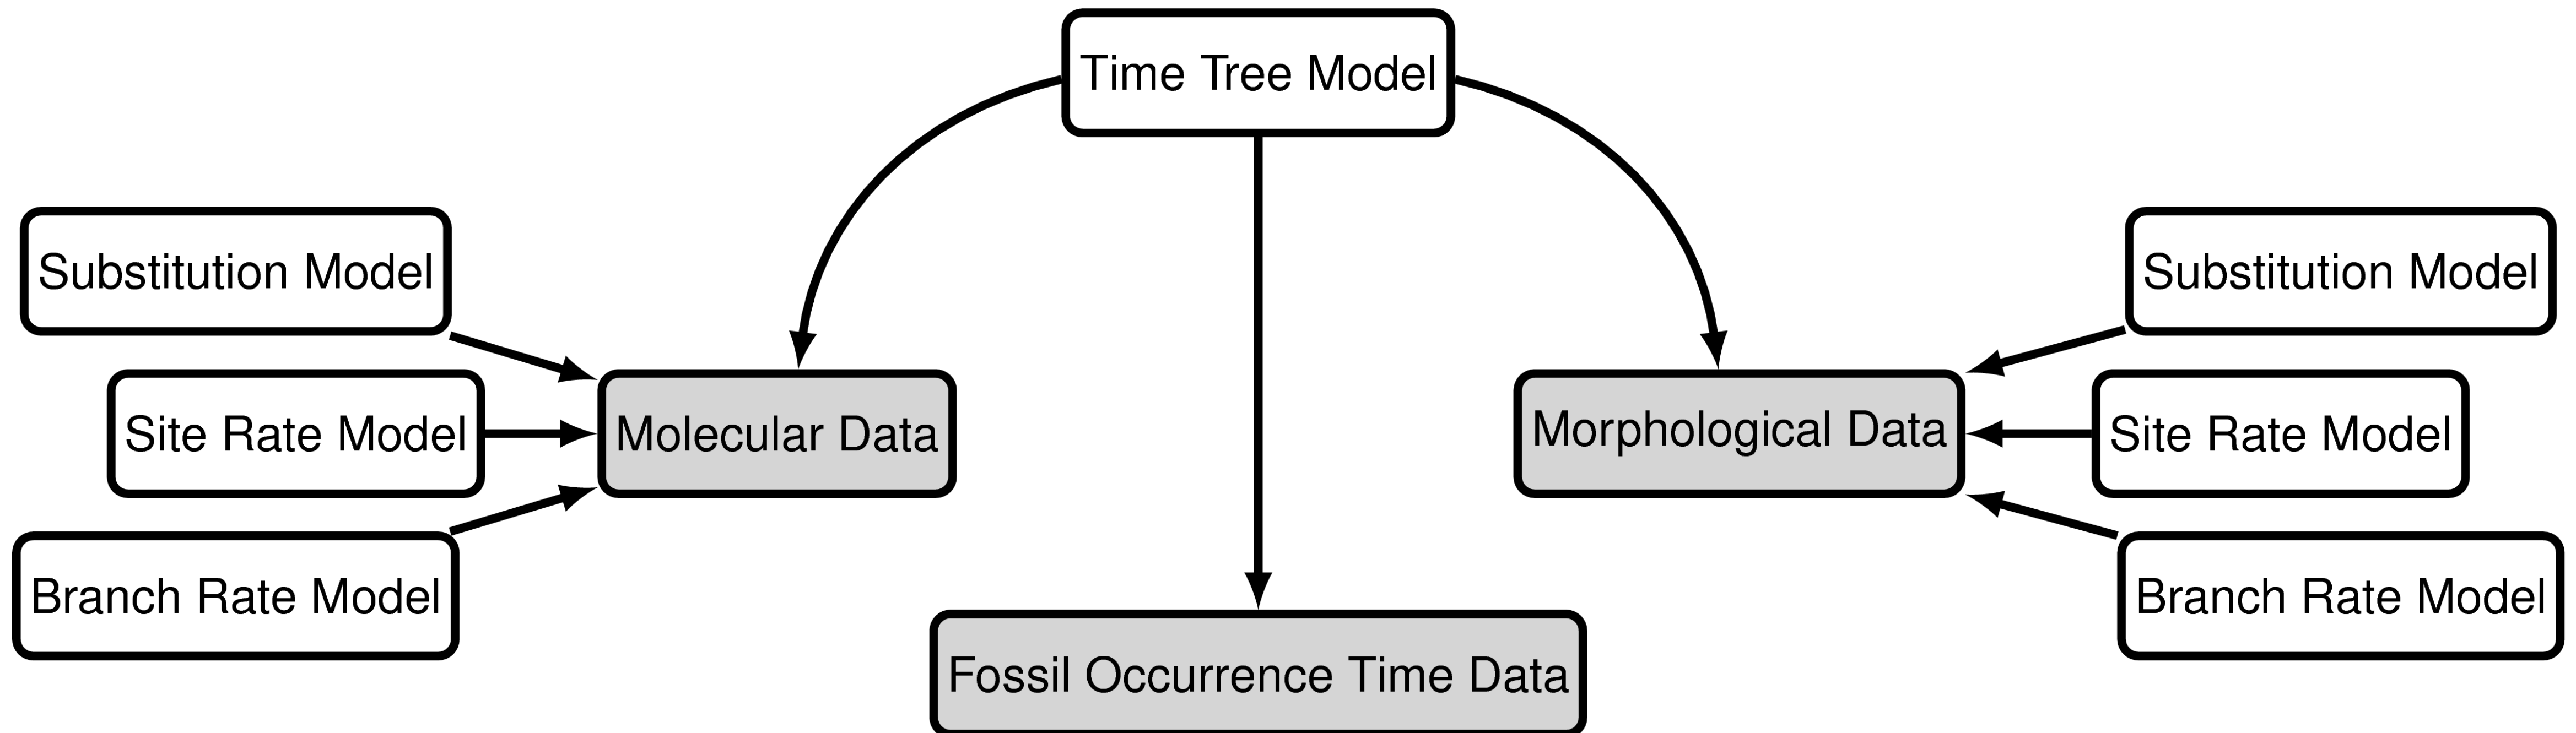 Time Tree Model
Substitution Model
Substitution Model
Site Rate Model
Molecular Data
Morphological Data
Site Rate Model
Branch Rate Model
Branch Rate Model
Fossil Occurrence Time Data